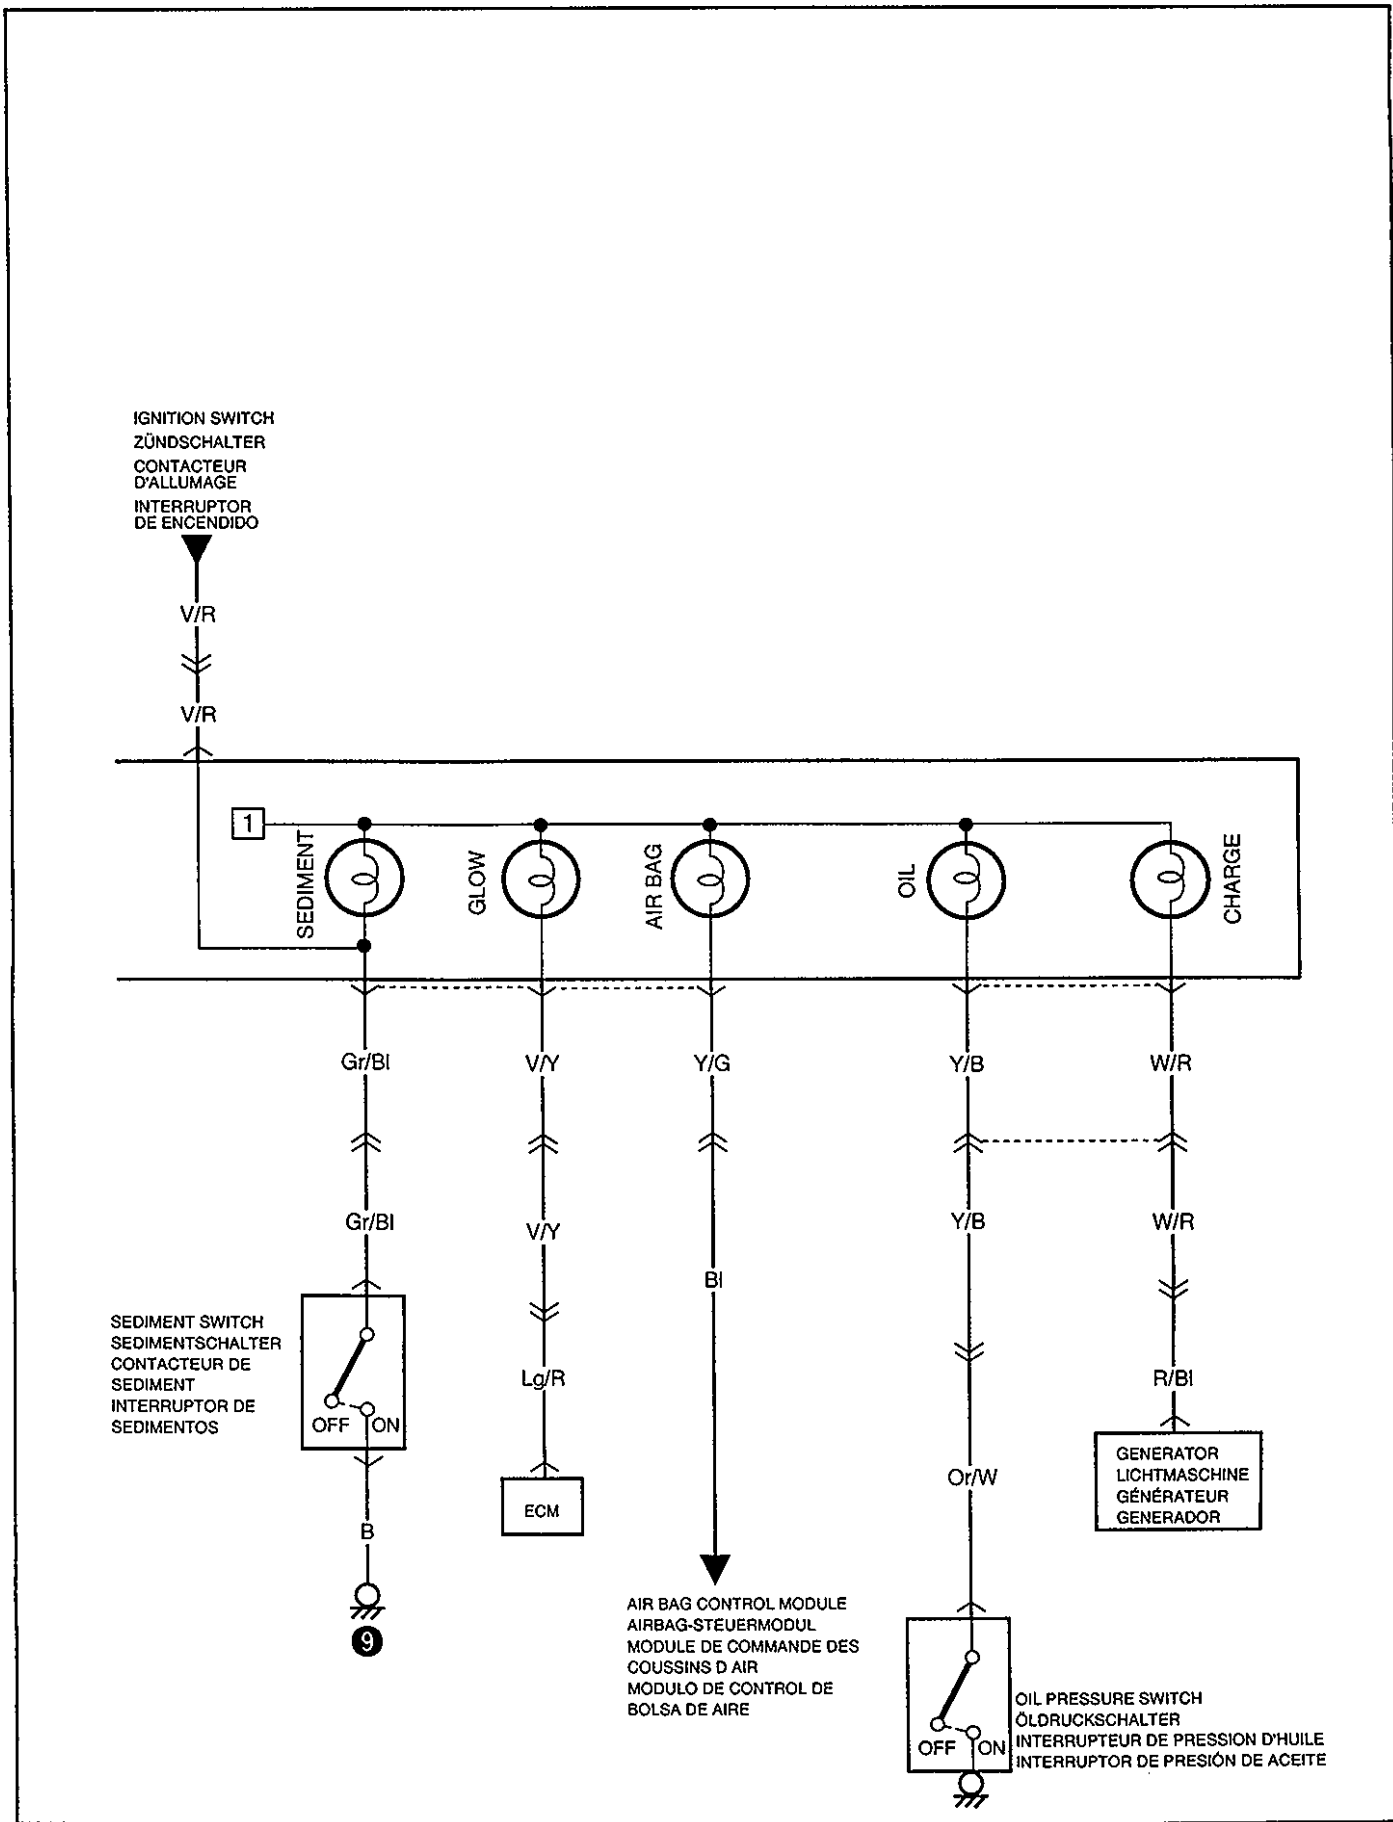 IGNITION SWITCH
ZÜNDSCHALTER
CONTACTEUR
D'ALLUMAGE
INTERRUPTOR
DE ENCENDIDO
V/R
V/R
1
SEDIMENT
GLOW
AIR BAG
OIL
CHARGE
Gr/Bl
V/Y
Y/G
Y/B
W/R
Gr/Bl
V/Y
Bl
Y/B
W/R
SEDIMENT SWITCH
SEDIMENTSCHALTER
CONTACTEUR DE
SEDIMENT
INTERRUPTOR DE
SEDIMENTOS
OFF ON
Lg/R
R/Bl
B
9
ECM
Or/W
GENERATOR
LICHTMASCHINE
GÉNÉRATEUR
GENERADOR
AIR BAG CONTROL MODULE
AIRBAG-STEUERMODUL
MODULE DE COMMANDE DES
COUSSINS D AIR
MODULO DE CONTROL DE
BOLSA DE AIRE
OFF ON
OIL PRESSURE SWITCH
ÖLDRUCKSCHALTER
INTERRUPTEUR DE PRESSION D'HUILE
INTERRUPTOR DE PRESIÓN DE ACEITE